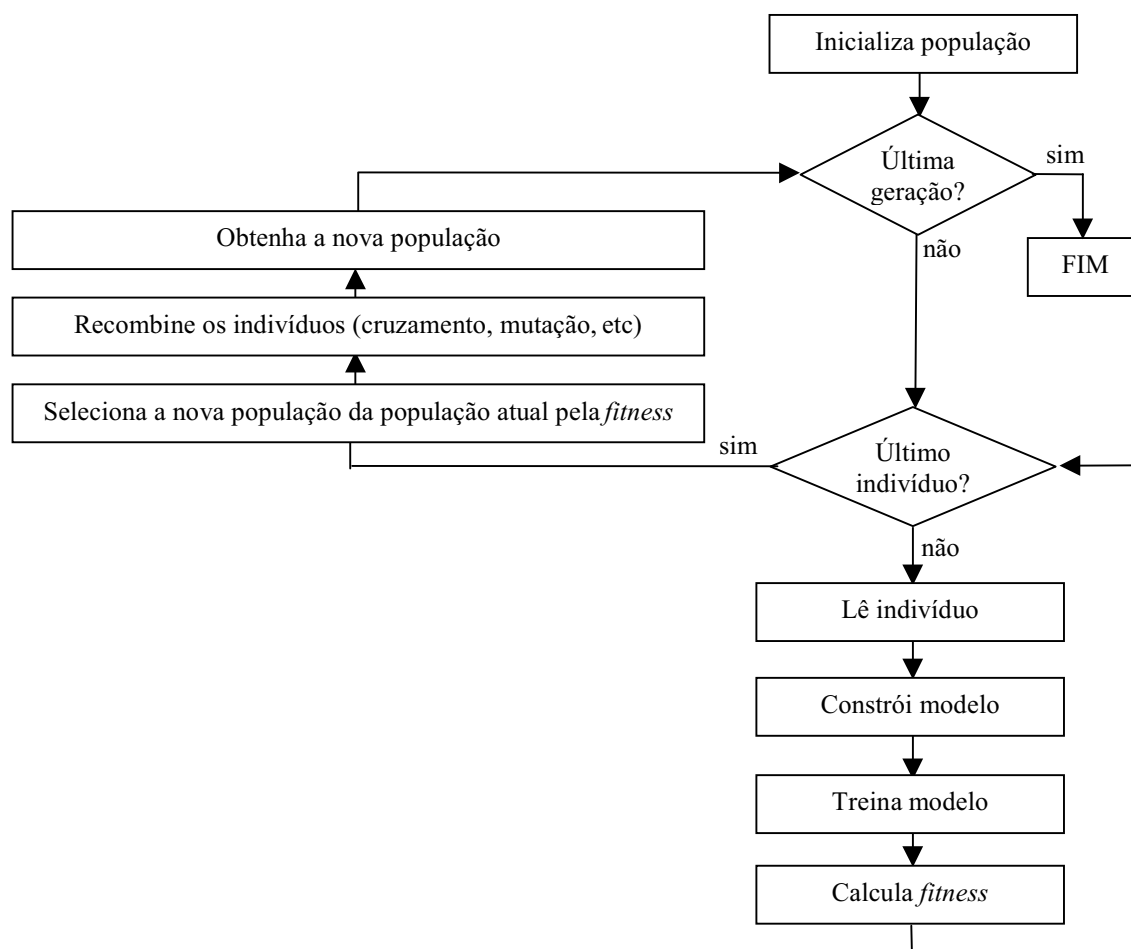 Inicializa população
Última
geração?
sim
não
FIM
Obtenha a nova população
Recombine os indivíduos (cruzamento, mutação, etc)
Seleciona a nova população da população atual pela fitness
sim
Último
indivíduo?
não
Lê indivíduo
Constrói modelo
Treina modelo
Calcula fitness